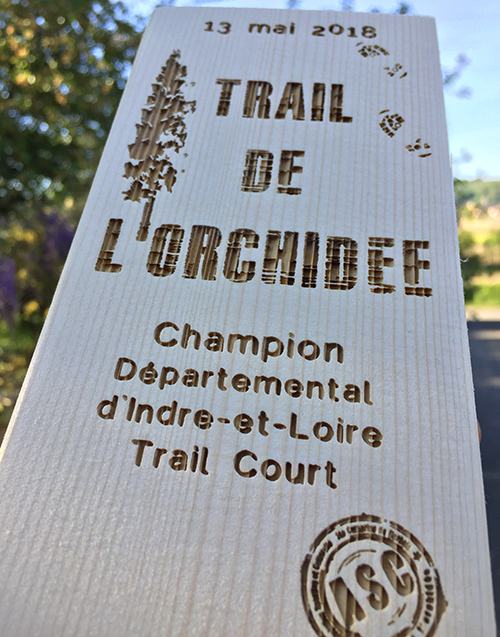 13 mai 2018
TRAIL
DE
L'ORCHIDEE
Champion
Départemental
d'Indre-et-Loire
Trail Court
ASC